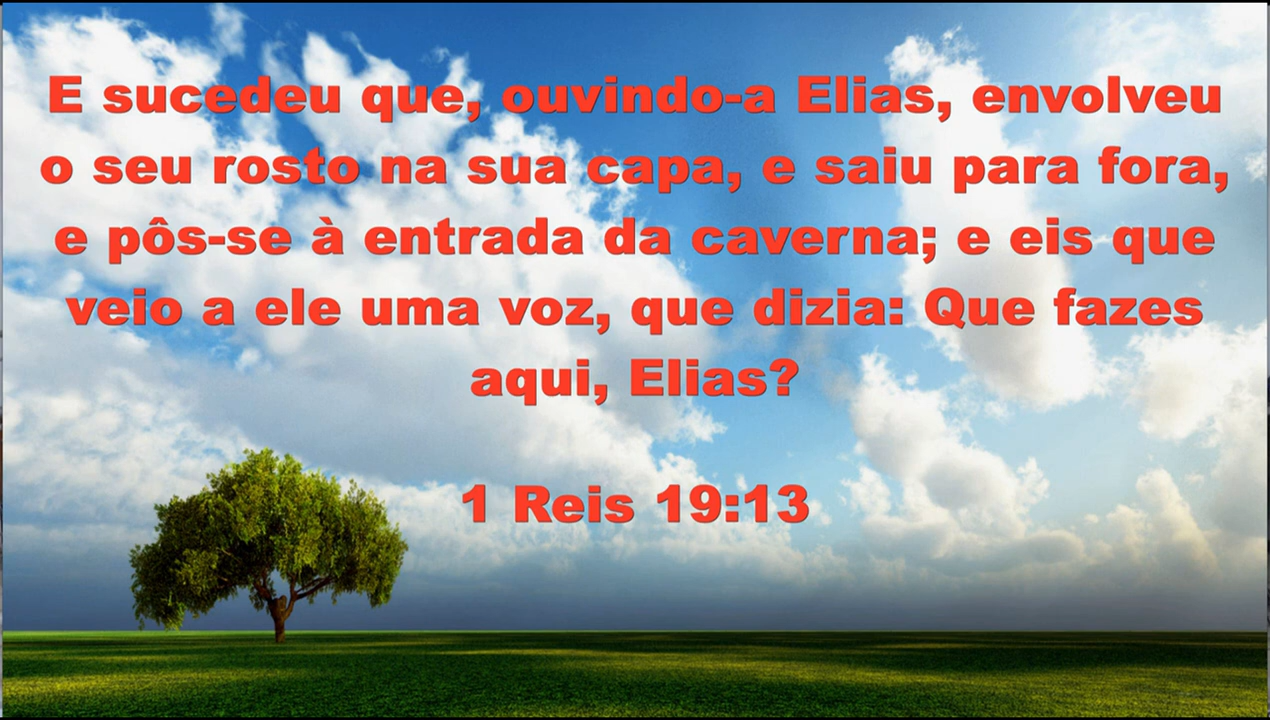 E sucedeu que, ouvindo-a Elias, envolveu
o seu rosto na sua capa, e saiu para fora,
e pôs-se à entrada da caverna; e eis que
veio a ele uma voz, que dizia: Que fazes
aqui, Elias?
1 Reis 19:13